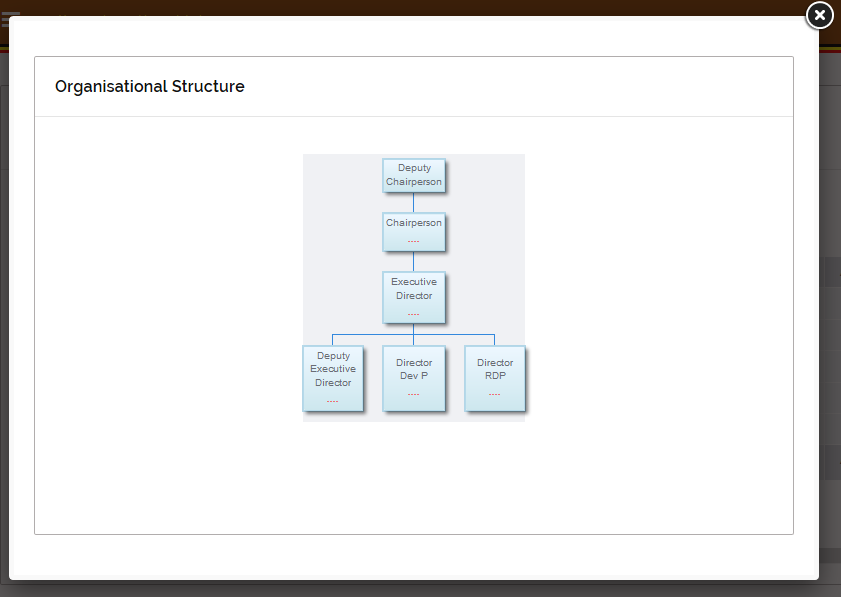 Organisational Structure
Deputy
Chairperson
Chairperson
....
Executive
Director
....
Deputy
Executive
Director
....
Director
Dev P
....
Director
RDP
....